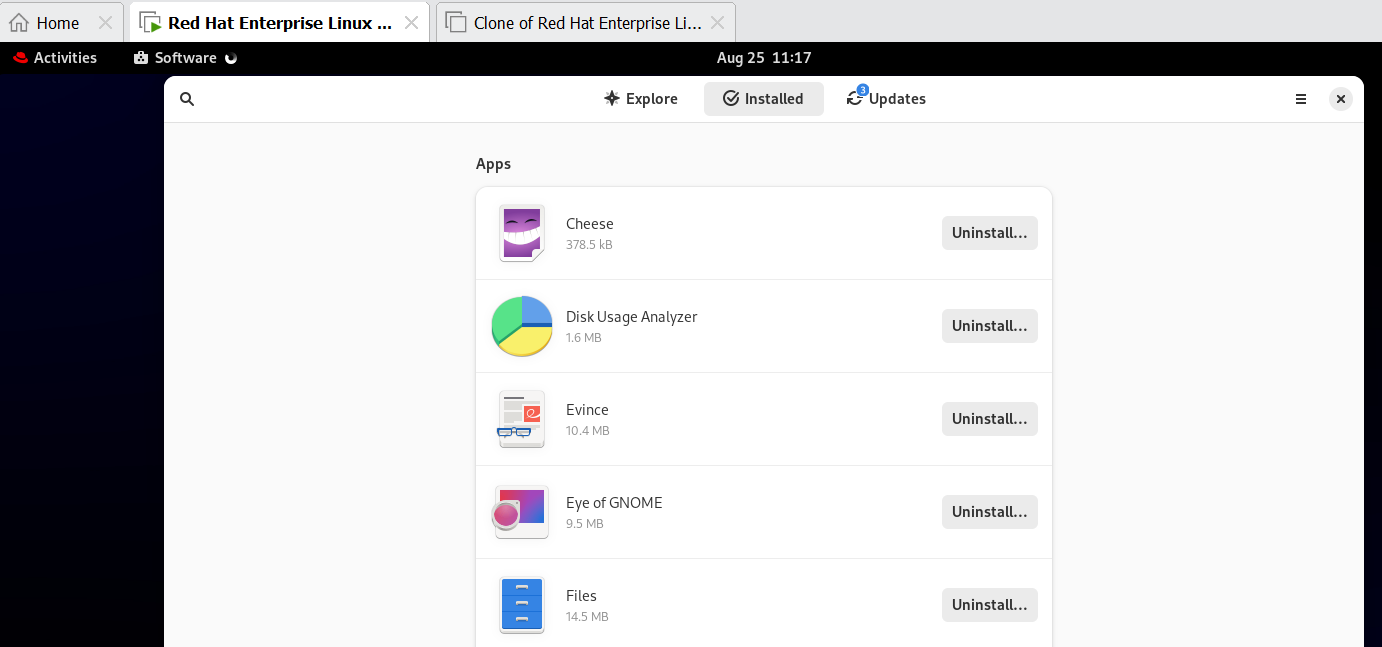 Home
Red Hat Enterprise Linux ...
Clone of Red Hat Enterprise Li...
Activities
Software
Aug 25 11:17
Explore
Installed
3
Updates
Apps
Cheese
378.5 kB
Uninstall...
Disk Usage Analyzer
1.6 MB
Uninstall...
Evince
10.4 MB
Uninstall...
Eye of GNOME
9.5 MB
Uninstall...
Files
14.5 MB
Uninstall...